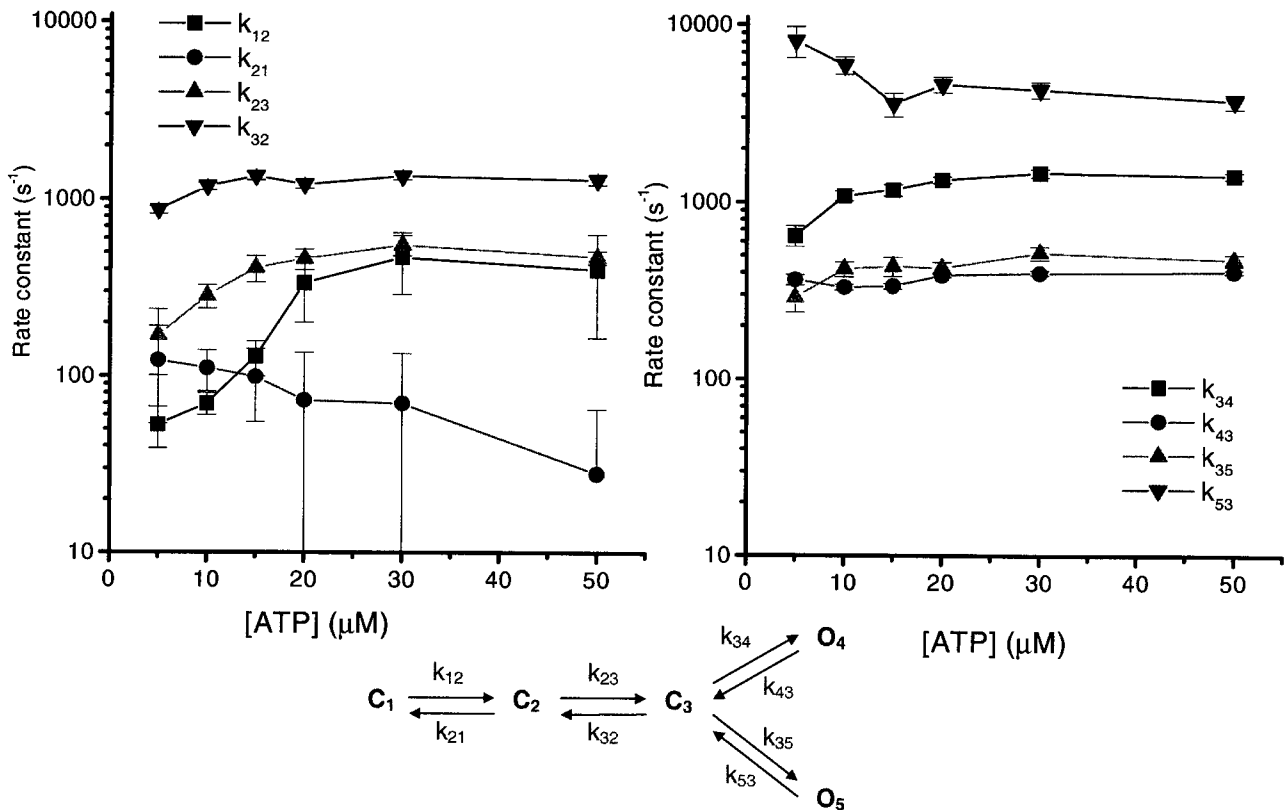 10000
1000
100
10
0
10
20
30
40
50
Rate constant (s⁻¹)
[ATP] (µM)
k₁₂
k₂₁
k₂₃
k₃₂
10000
1000
100
10
0
10
20
30
40
50
Rate constant (s⁻¹)
[ATP] (µM)
k₃₄
k₄₃
k₃₅
k₅₃
C₁
k₁₂
k₂₁
C₂
k₂₃
k₃₂
C₃
k₃₄
k₄₃
O₄
k₃₅
k₅₃
O₅